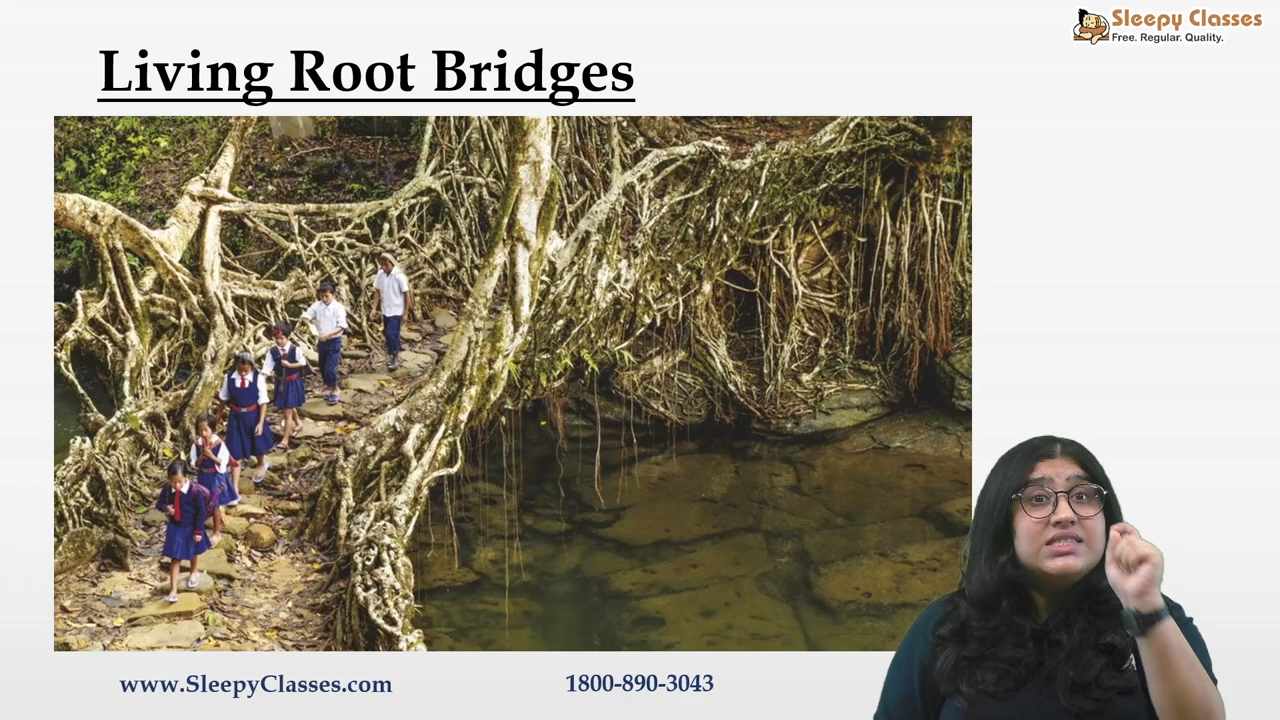 Sleepy Classes
Free. Regular. Quality.
Living Root Bridges
www.SleepyClasses.com
1800-890-3043